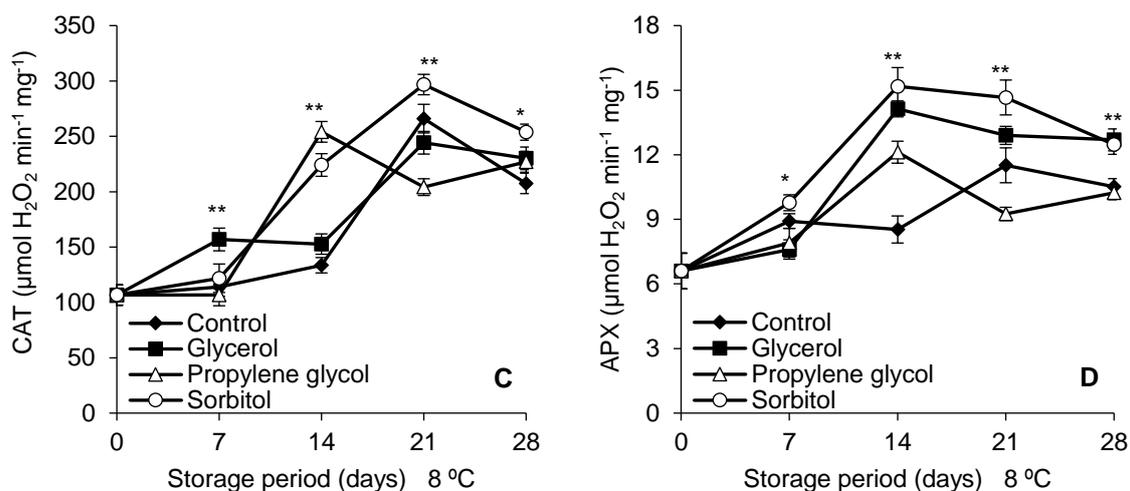 CAT (µmol H₂O₂ min⁻¹ mg⁻¹)
350
300
250
200
150
100
50
0
**
**
**
*
Control
Glycerol
Propylene glycol
Sorbitol
C
0 7 14 21 28
Storage period (days) 8 ºC
APX (µmol H₂O₂ min⁻¹ mg⁻¹)
18
15
12
9
6
3
0
*
**
**
**
Control
Glycerol
Propylene glycol
Sorbitol
D
0 7 14 21 28
Storage period (days) 8 ºC